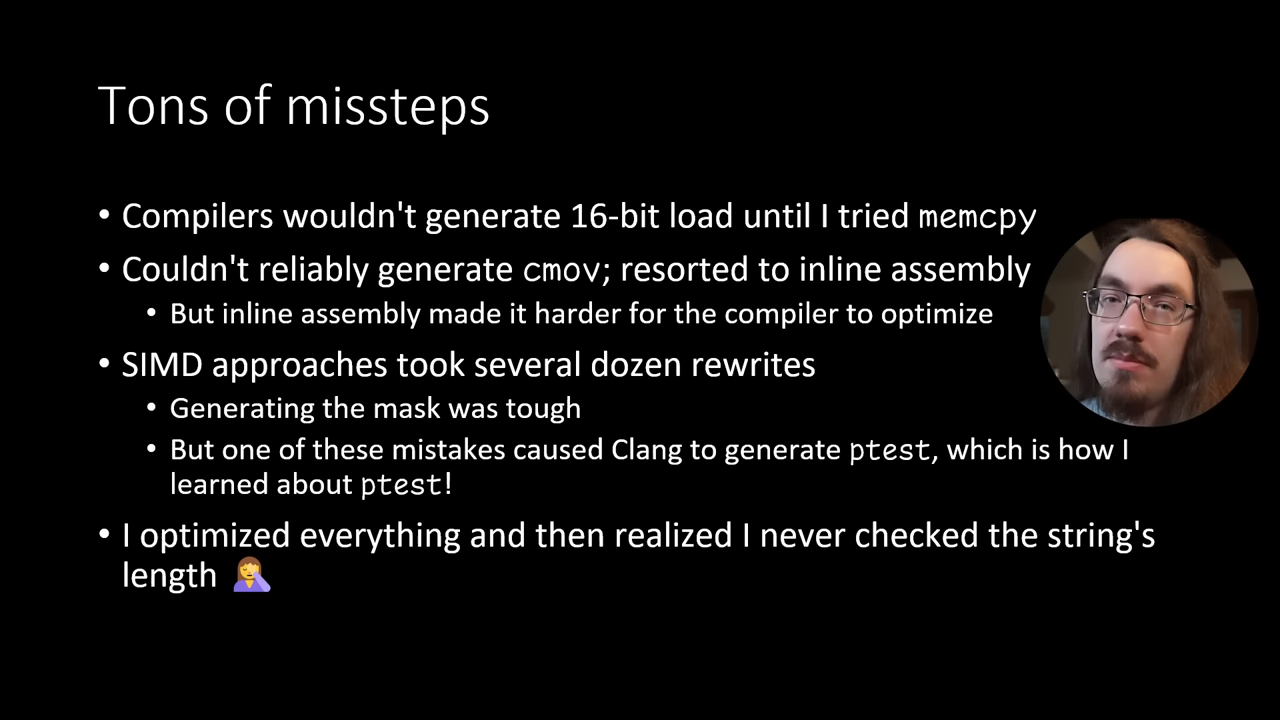 Tons of missteps
• Compilers wouldn't generate 16-bit load until I tried memcpy
• Couldn't reliably generate cmov; resorted to inline assembly
• But inline assembly made it harder for the compiler to optimize
• SIMD approaches took several dozen rewrites
• Generating the mask was tough
• But one of these mistakes caused Clang to generate ptest, which is how I
learned about ptest!
• I optimized everything and then realized I never checked the string's
length 🤦‍♀️